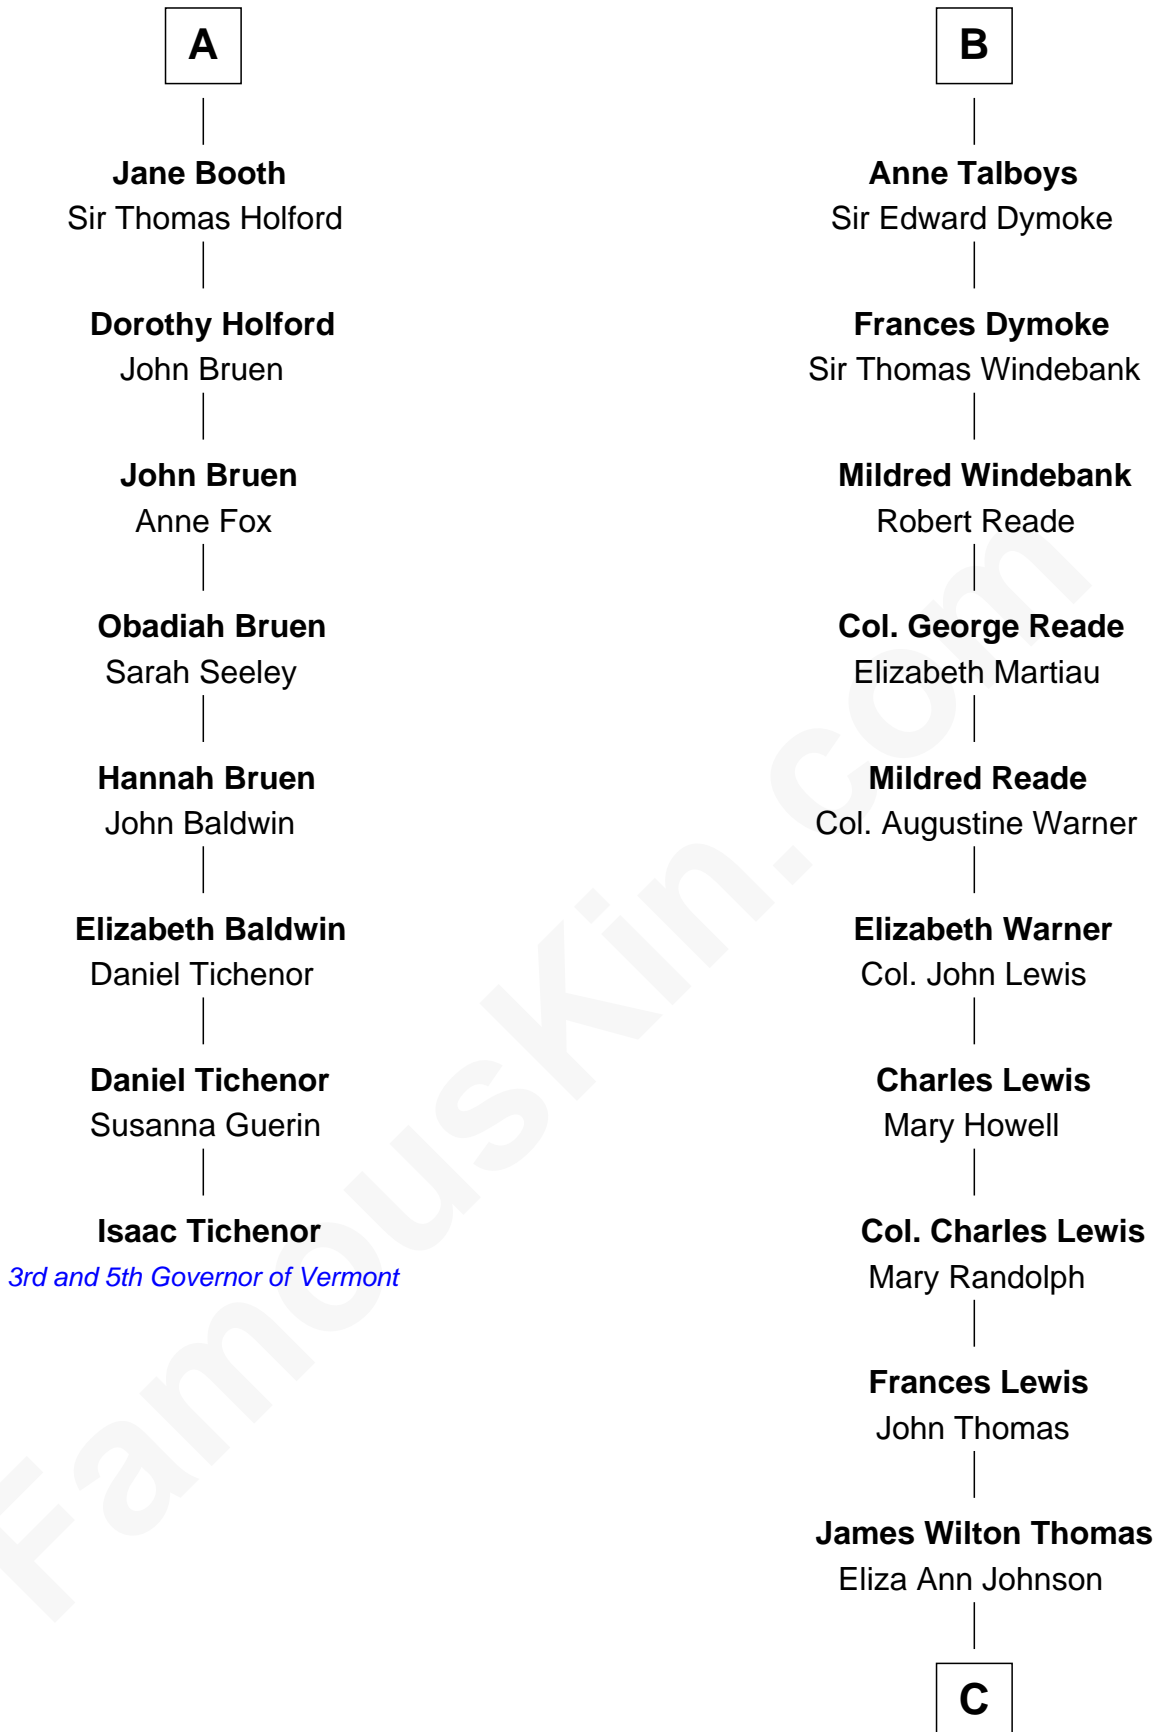 A
Jane Booth
Sir Thomas Holford
Dorothy Holford
John Bruen
John Bruen
Anne Fox
Obadiah Bruen
Sarah Seeley
Hannah Bruen
John Baldwin
Elizabeth Baldwin
Daniel Tichenor
Daniel Tichenor
Susanna Guerin
Isaac Tichenor
3rd and 5th Governor of Vermont
B
Anne Talboys
Sir Edward Dymoke
Frances Dymoke
Sir Thomas Windebank
Mildred Windebank
Robert Reade
Col. George Reade
Elizabeth Martiau
Mildred Reade
Col. Augustine Warner
Elizabeth Warner
Col. John Lewis
Charles Lewis
Mary Howell
Col. Charles Lewis
Mary Randolph
Frances Lewis
John Thomas
James Wilton Thomas
Eliza Ann Johnson
C
FamousKin.com